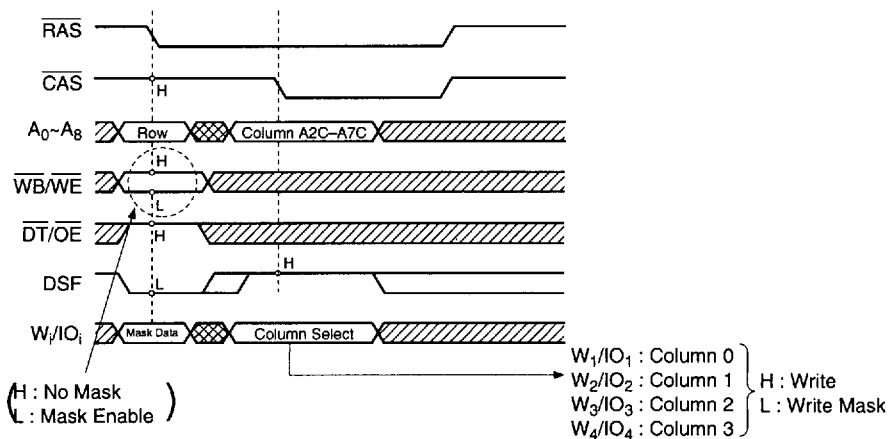 RAS
CAS
H
A0~A8
Row
Column A2C–A7C
WB/WE
H
L
DT/OE
H
DSF
L
H
Wi/IOi
Mask Data
Column Select
(H : No Mask
L : Mask Enable)
W1/IO1 : Column 0
W2/IO2 : Column 1
W3/IO3 : Column 2
W4/IO4 : Column 3
H : Write
L : Write Mask